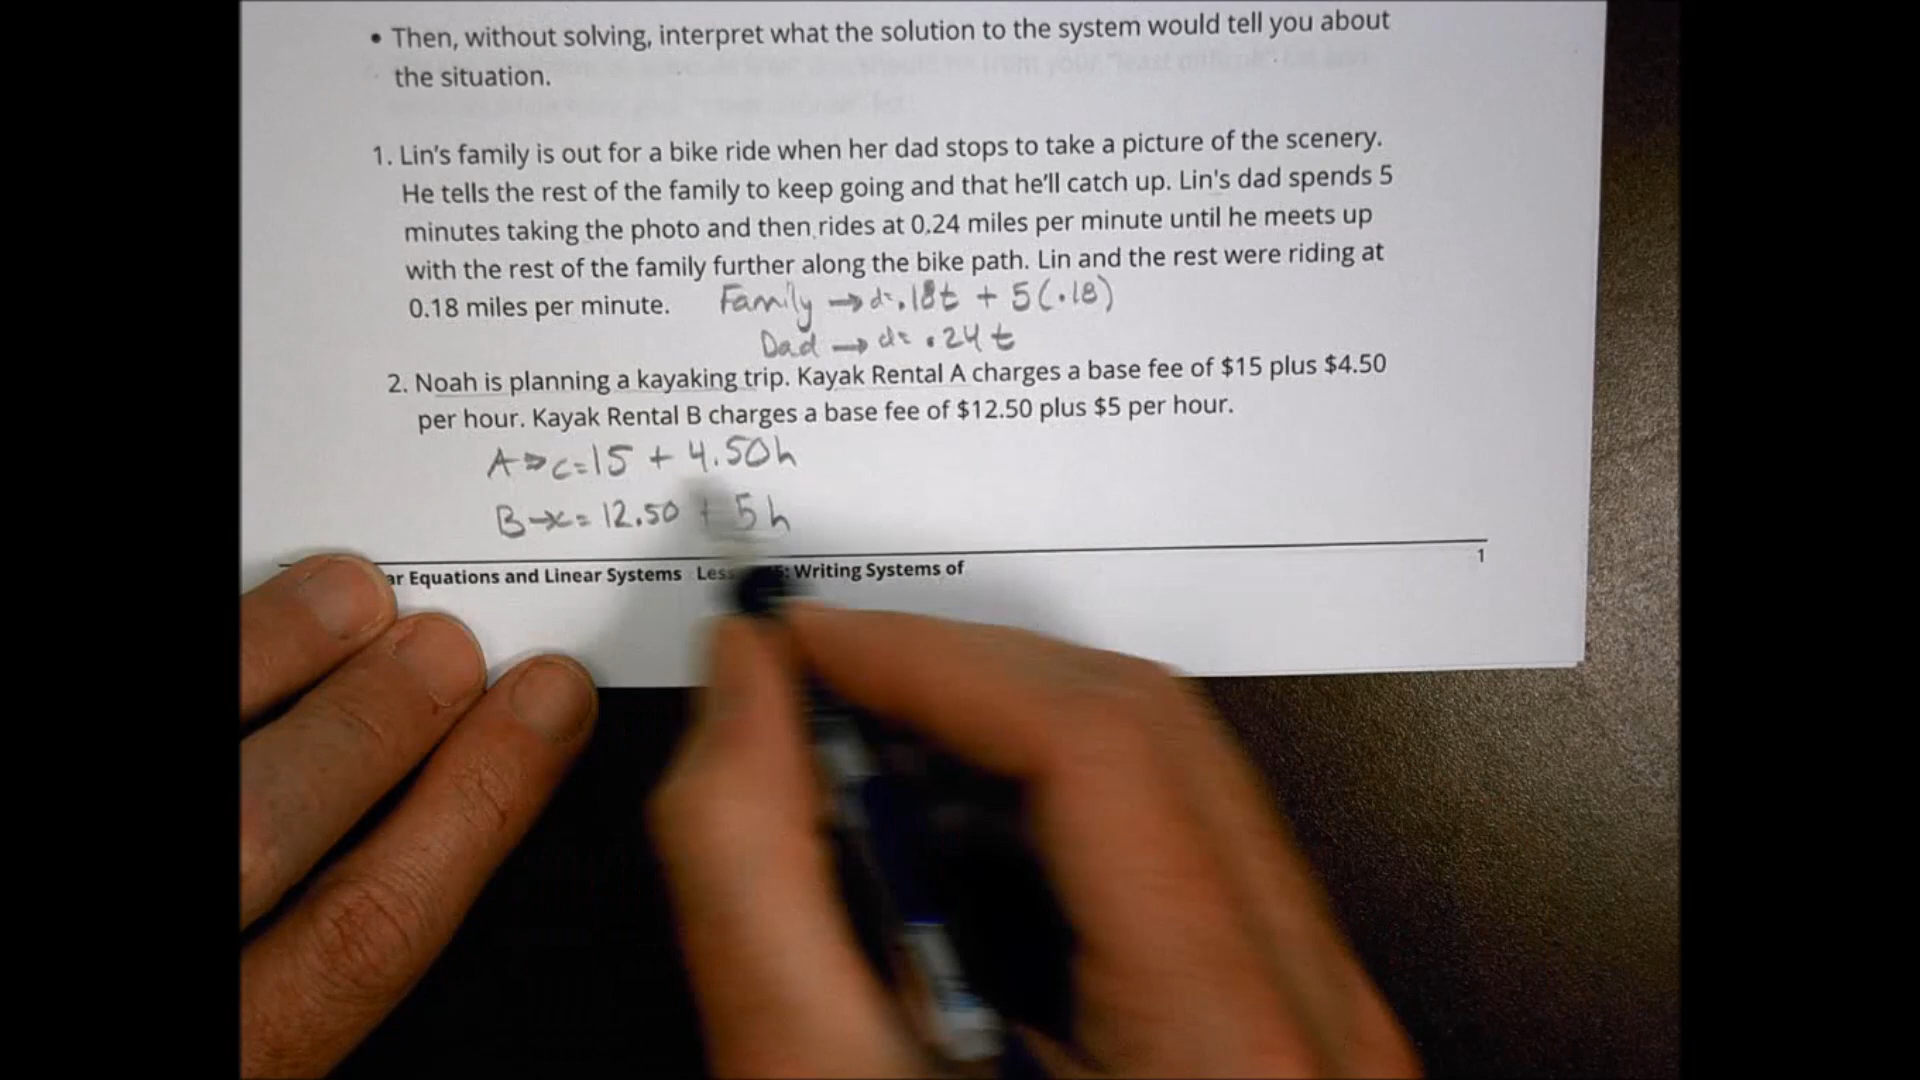 • Then, without solving, interpret what the solution to the system would tell you about
the situation.
1. Lin's family is out for a bike ride when her dad stops to take a picture of the scenery.
He tells the rest of the family to keep going and that he'll catch up. Lin's dad spends 5
minutes taking the photo and then rides at 0.24 miles per minute until he meets up
with the rest of the family further along the bike path. Lin and the rest were riding at
0.18 miles per minute.
Family → d=.18t + 5(.18)
Dad → d= .24t
2. Noah is planning a kayaking trip. Kayak Rental A charges a base fee of $15 plus $4.50
per hour. Kayak Rental B charges a base fee of $12.50 plus $5 per hour.
A → c=15 + 4.50h
B → c= 12.50 + 5h
Equations and Linear Systems Writing Systems of
1